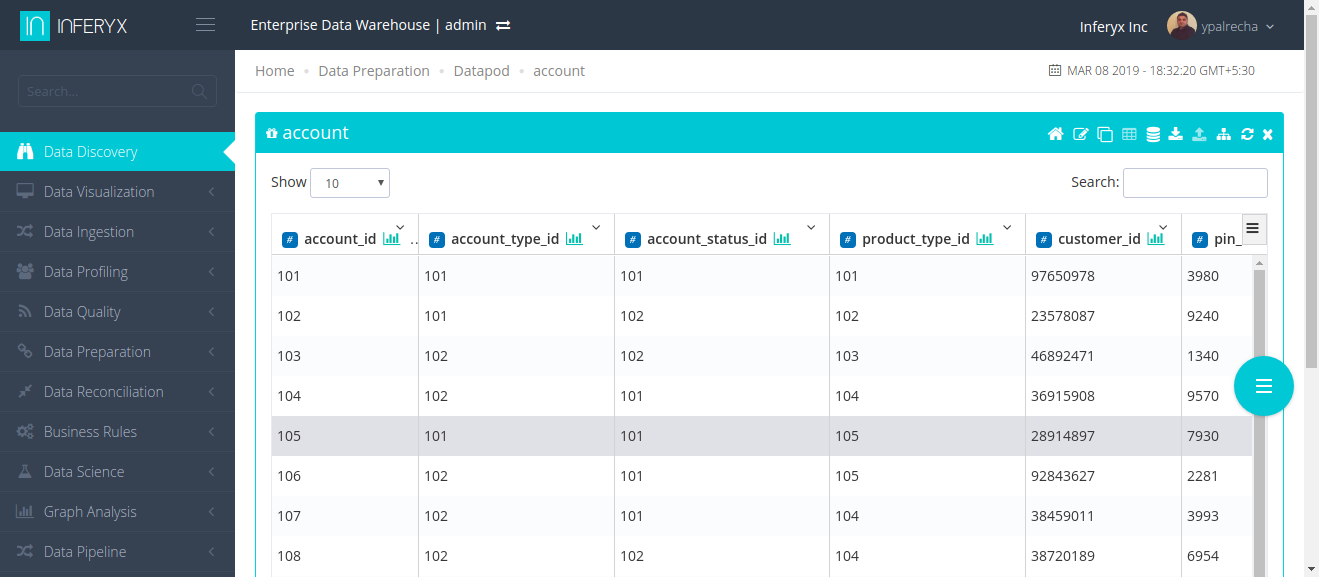 INFERYX
Enterprise Data Warehouse | admin
Inferyx Inc
ypalrecha
Search...
Home • Data Preparation • Datapod • account
MAR 08 2019 - 18:32:20 GMT+5:30
Data Discovery
Data Visualization
Data Ingestion
Data Profiling
Data Quality
Data Preparation
Data Reconciliation
Business Rules
Data Science
Graph Analysis
Data Pipeline
account
Show 10
Search:
# account_id .. # account_type_id # account_status_id # product_type_id # customer_id # pin_
101 101 101 101 97650978 3980
102 101 102 102 23578087 9240
103 102 102 103 46892471 1340
104 102 101 104 36915908 9570
105 101 101 105 28914897 7930
106 102 101 105 92843627 2281
107 102 101 104 38459011 3993
108 102 102 104 38720189 6954